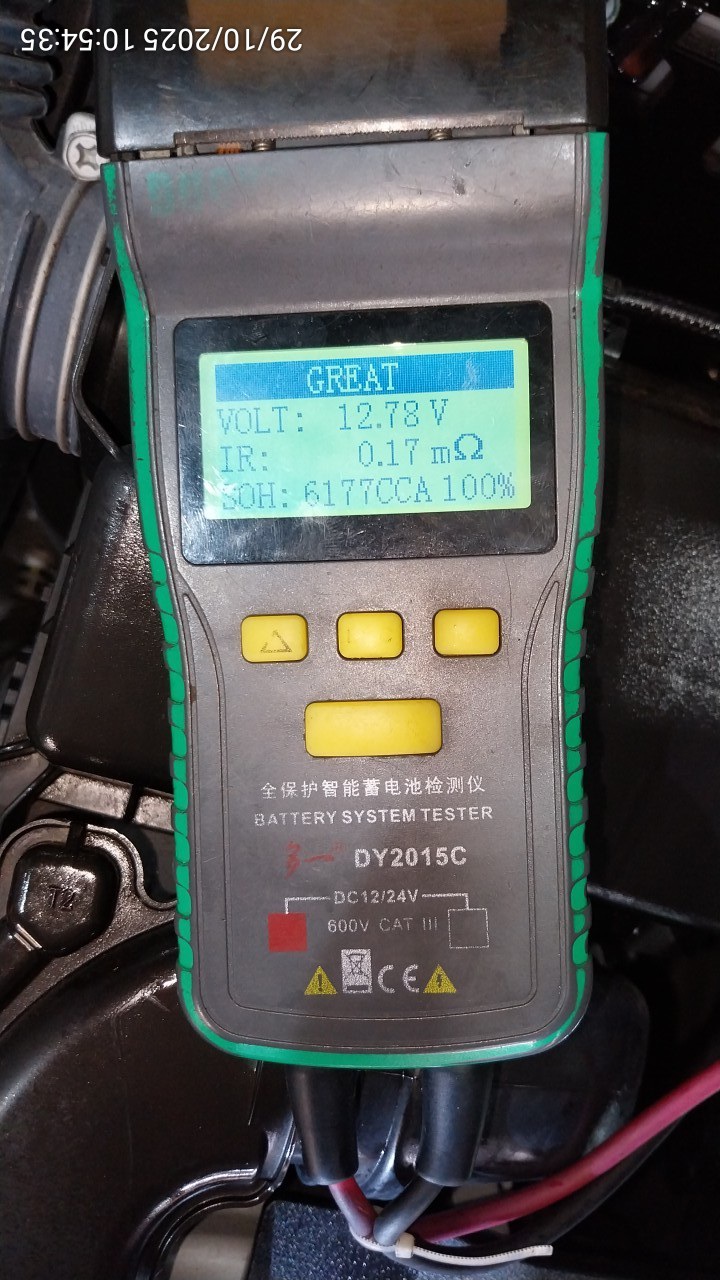 29/10/2025 10:54:35
GREAT
VOLT: 12.78 V
IR: 0.17 mΩ
SOH: 6177CCA 100%
全保护智能蓄电池检测仪
BATTERY SYSTEM TESTER
DY2015C
DC12/24V
600V CAT III
CE